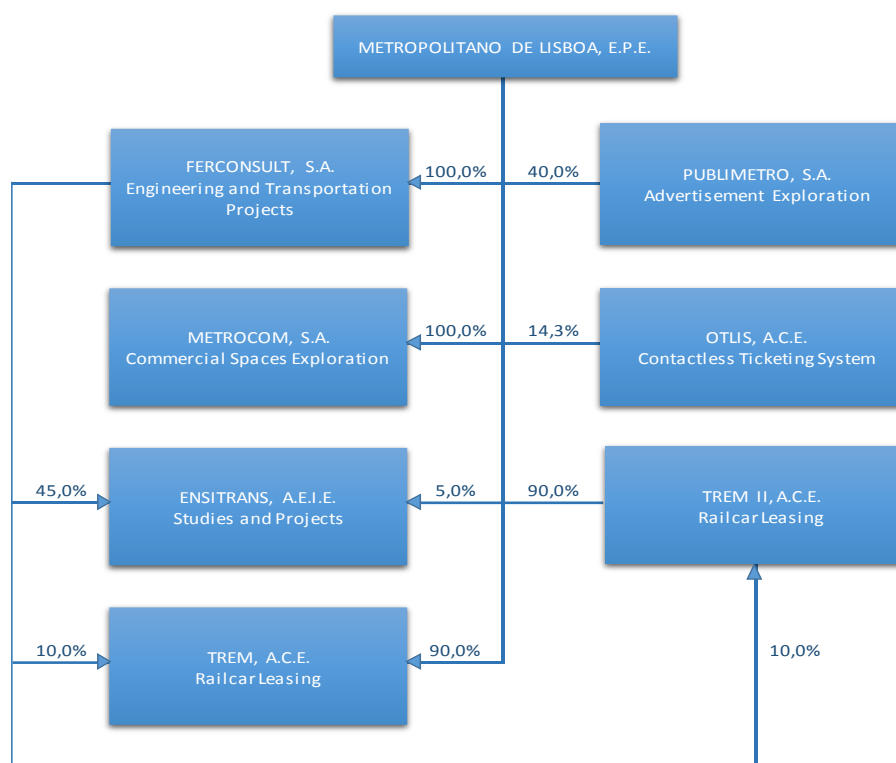 METROPOLITANO DE LISBOA, E.P.E.
FERCONSULT, S.A.
Engineering and Transportation
Projects
100,0%
40,0%
PUBLIMETRO, S.A.
Advertisement Exploration
METROCOM, S.A.
Commercial Spaces Exploration
100,0%
14,3%
OTLIS, A.C.E.
Contactless Ticketing System
45,0%
ENSITRANS, A.E.I.E.
Studies and Projects
5,0%
90,0%
TREM II, A.C.E.
Railcar Leasing
10,0%
TREM, A.C.E.
Railcar Leasing
90,0%
10,0%